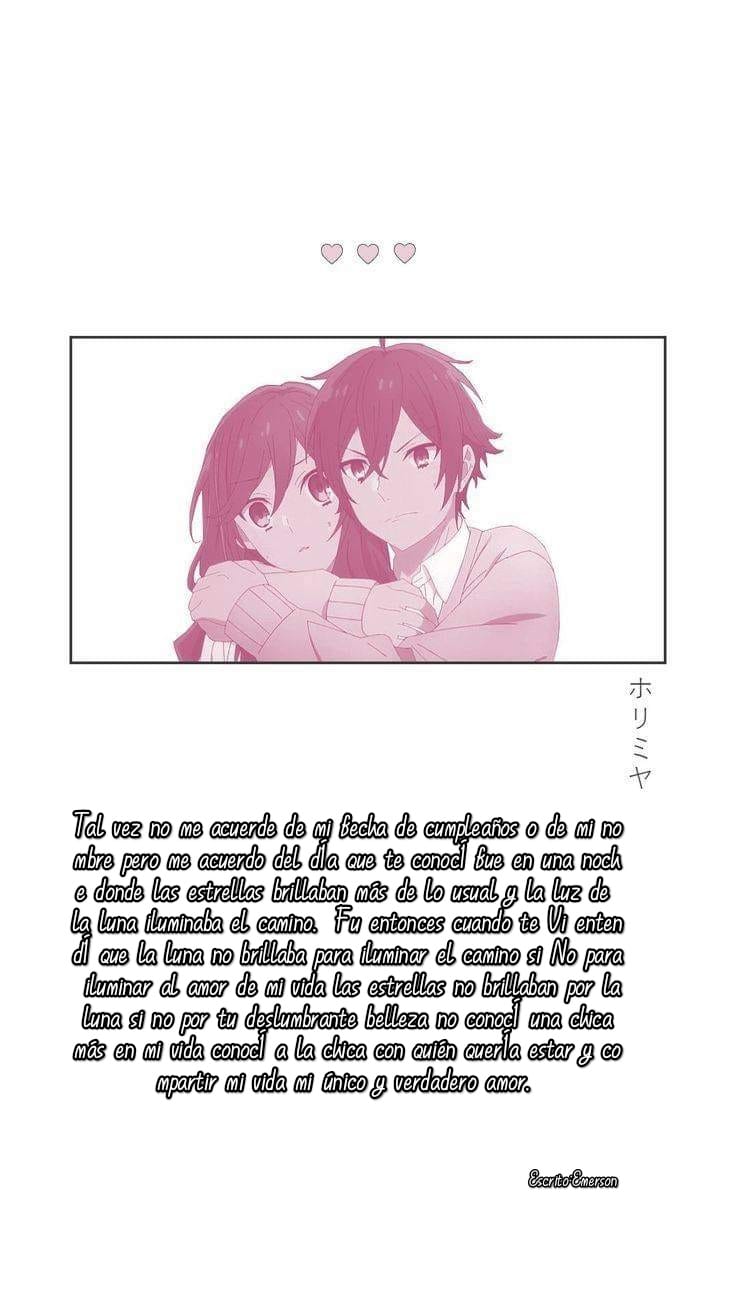 ホリミヤ
Tal vez no me acuerde de mi fecha de cumpleaños o de mi no
mbre pero me acuerdo del día que te conocí fue en una noch
e donde las estrellas brillaban más de lo usual y la luz de
la luna iluminaba el camino. Fu entonces cuando te Vi enten
dí que la luna no brillaba para iluminar el camino si No para
iluminar al amor de mi vida las estrellas no brillaban por la
luna si no por tu deslumbrante belleza no conocí una chica
más en mi vida conocí a la chica con quién quería estar y co
mpartir mi vida mi único y verdadero amor.
Escrito:Emerson